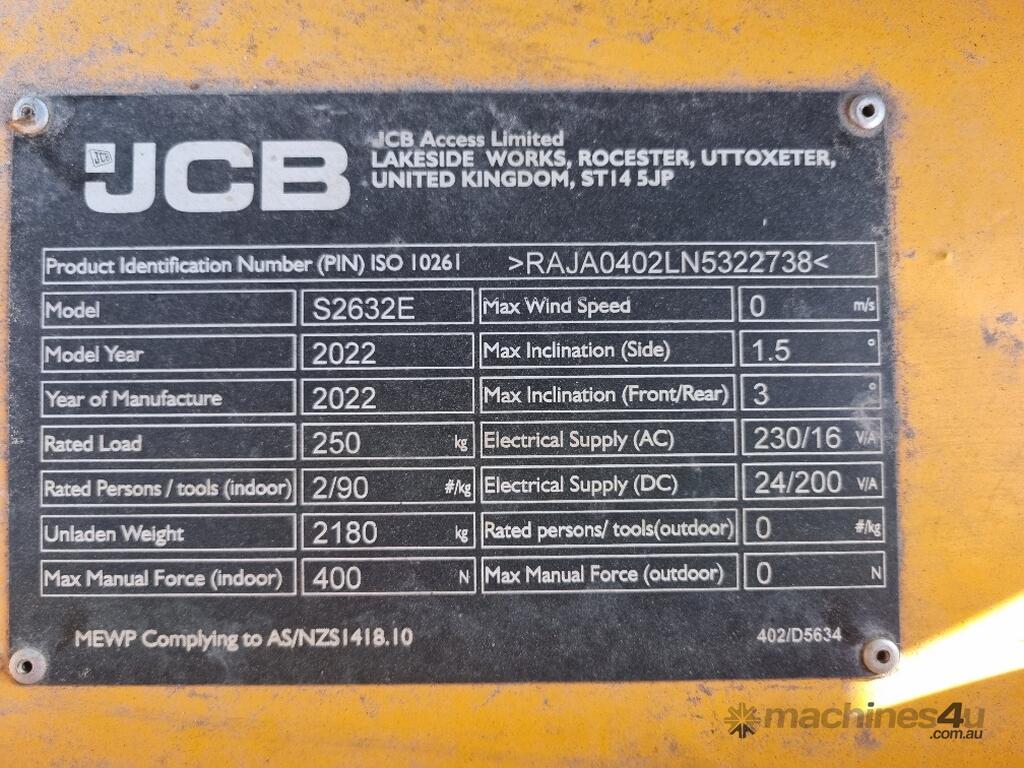 JCB
JCB
JCB Access Limited
LAKESIDE WORKS, ROCESTER, UTTOXETER,
UNITED KINGDOM, ST14 5JP
Product Identification Number (PIN) ISO 10261 >RAJA0402LN5322738<
Model S2632E Max Wind Speed 0 m/s
Model Year 2022 Max Inclination (Side) 1.5 °
Year of Manufacture 2022 Max Inclination (Front/Rear) 3 °
Rated Load 250 kg Electrical Supply (AC) 230/16 V/A
Rated Persons / tools (indoor) 2/90 #/kg Electrical Supply (DC) 24/200 V/A
Unladen Weight 2180 kg Rated persons/ tools(outdoor) 0 #/kg
Max Manual Force (indoor) 400 N Max Manual Force (outdoor) 0 N
MEWP Complying to AS/NZS1418.10 402/D5634
machines4u
.com.au